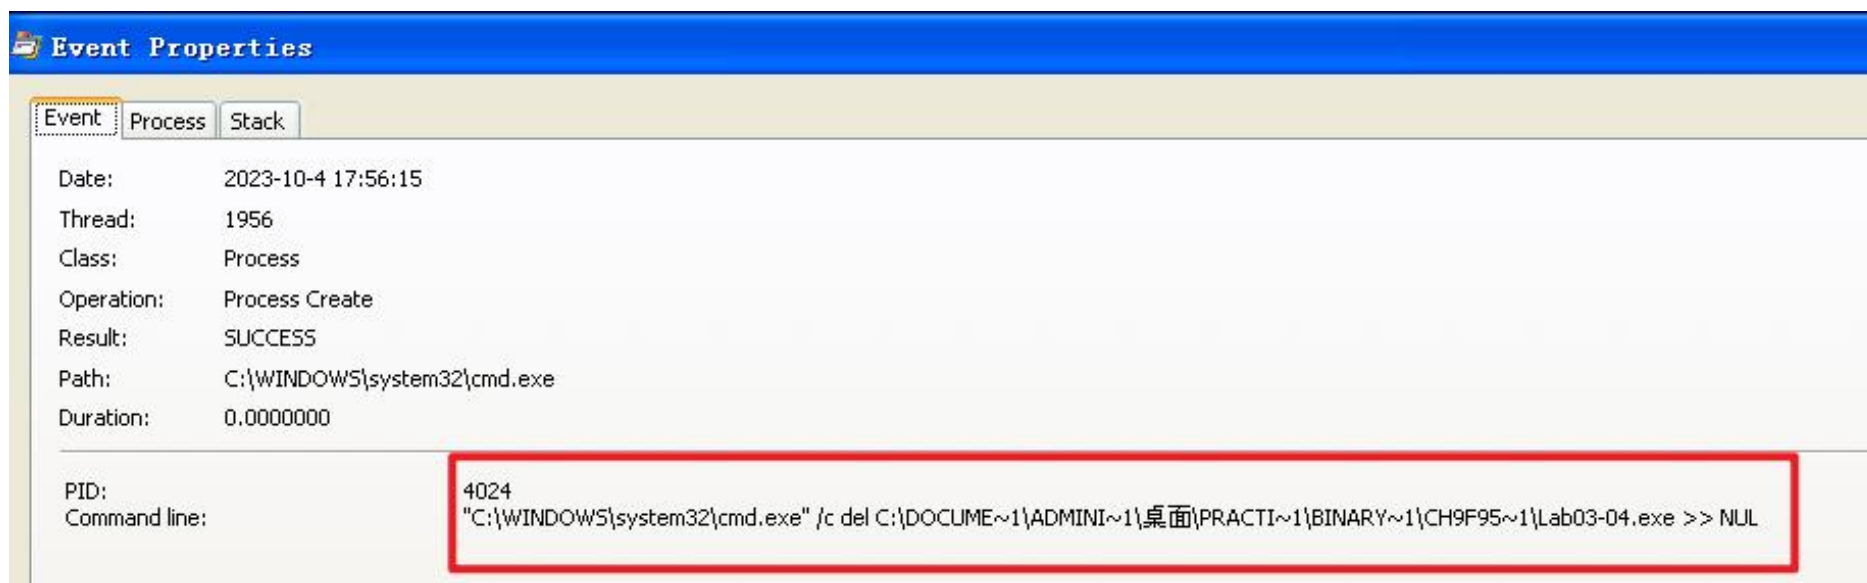 Event Properties
Event Process Stack
Date: 2023-10-4 17:56:15
Thread: 1956
Class: Process
Operation: Process Create
Result: SUCCESS
Path: C:\WINDOWS\system32\cmd.exe
Duration: 0.0000000
PID: 4024
Command line: "C:\WINDOWS\system32\cmd.exe" /c del C:\DOCUME~1\ADMINI~1\桌面\PRACTI~1\BINARY~1\CH9F95~1\Lab03-04.exe >> NUL